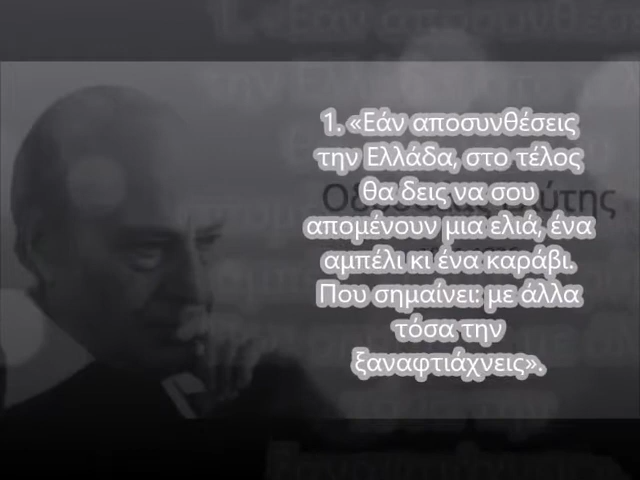 1. «Εάν αποσυνθέσεις
την Ελλάδα, στο τέλος
θα δεις να σου
απομένουν μια ελιά, ένα
αμπέλι κι ένα καράβι.
Που σημαίνει: με άλλα
τόσα την
ξαναφτιάχνεις».